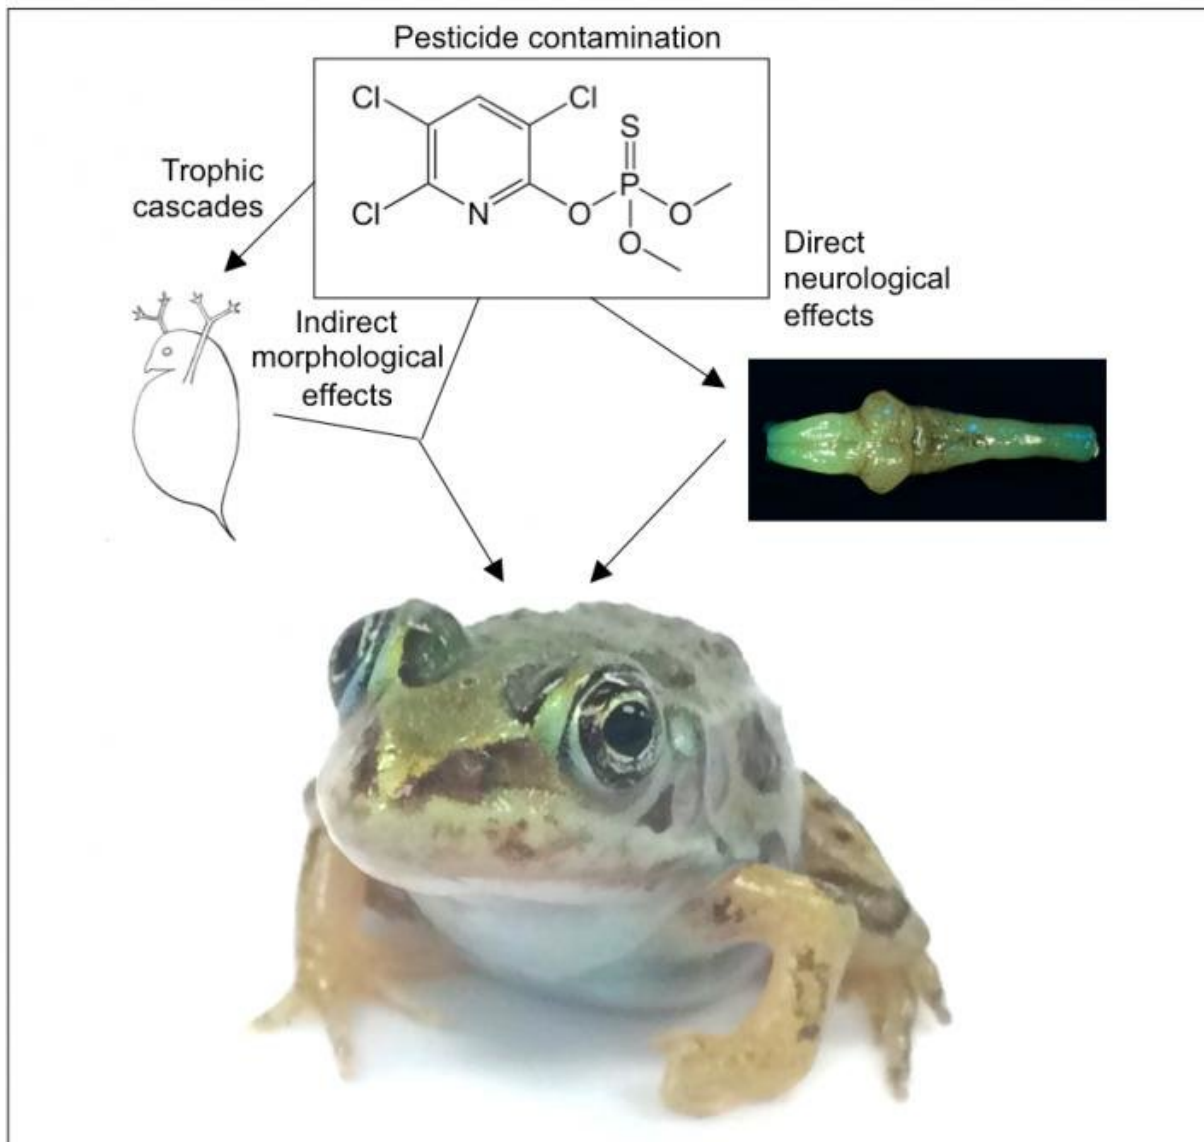 Pesticide contamination
Cl
Cl
S
Trophic
cascades
Cl
N
O
P
O
O
Direct
neurological
effects
Indirect
morphological
effects